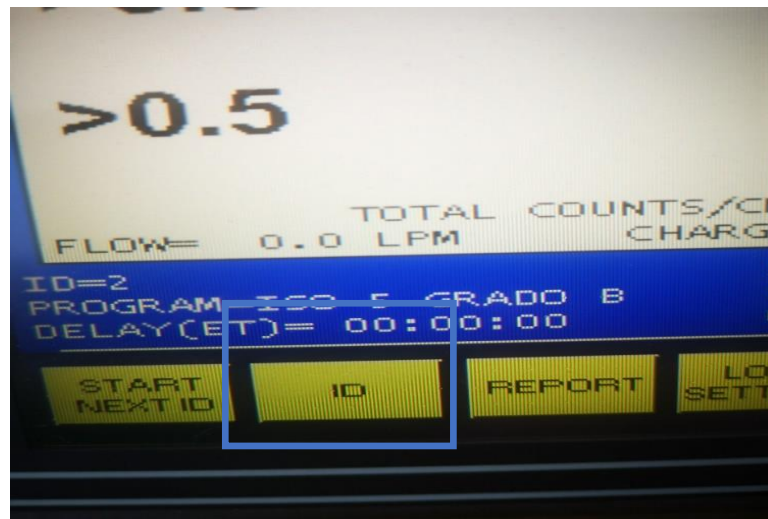 >0.5
TOTAL COUNTS/
FLOW= 0.0 LPM
ID=2
PROGRAM ISO 5 GRADO B
DELAY(ET)= 00:00:00
START NEXT ID
ID
REPORT